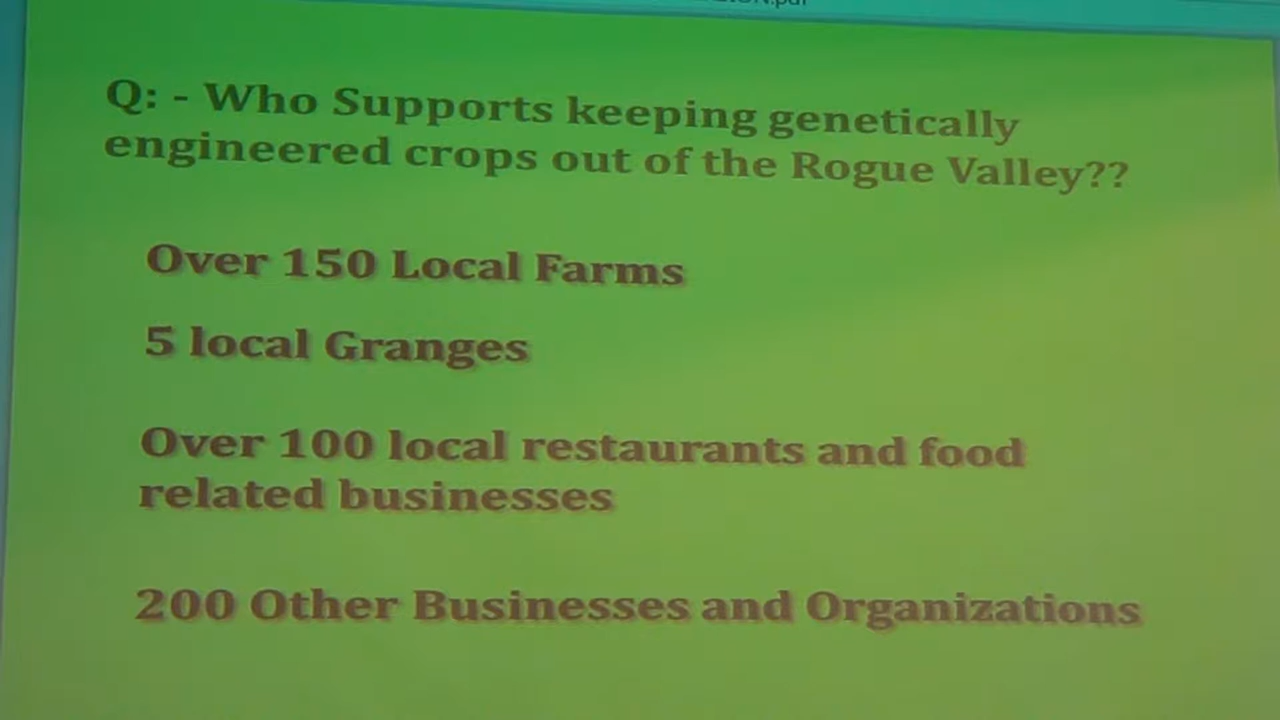 Q: - Who Supports keeping genetically
engineered crops out of the Rogue Valley??
Over 150 Local Farms
5 local Granges
Over 100 local restaurants and food
related businesses
200 Other Businesses and Organizations